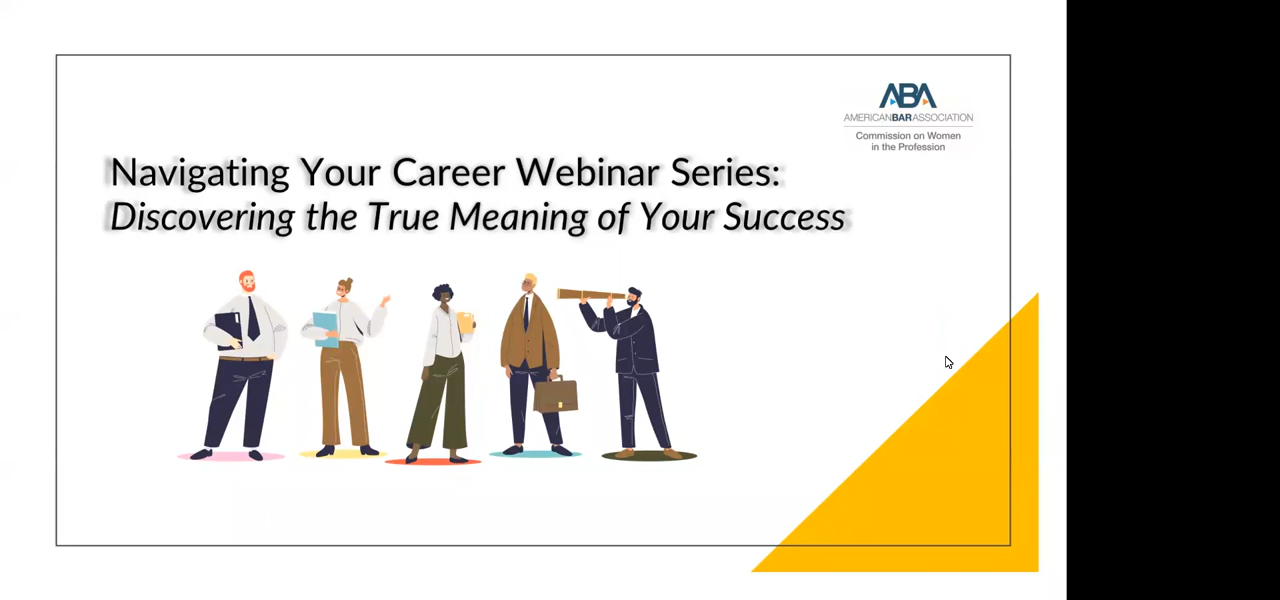 ABA
AMERICANBARASSOCIATION
Commission on Women
in the Profession
Navigating Your Career Webinar Series:
Discovering the True Meaning of Your Success